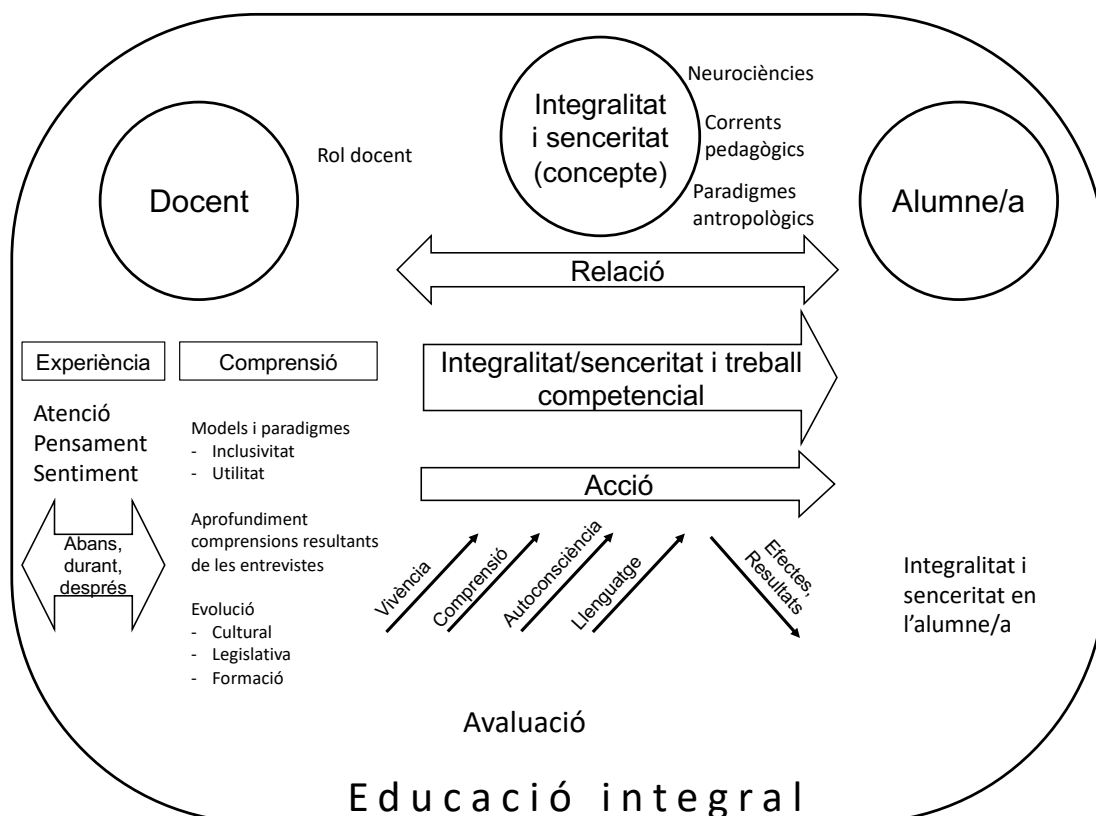 Neurociències
Integralitat
i senceritat
(concepte)
Corrents
pedagògics
Paradigmes
antropològics
Rol docent
Docent
Alumne/a
Relació
Experiència
Comprensió
Integralitat/senceritat i treball
competencial
Atenció
Pensament
Sentiment
Abans,
durant,
després
Models i paradigmes
- Inclusivitat
- Utilitat
Aprofundiment
comprensions resultants
de les entrevistes
Evolució
- Cultural
- Legislativa
- Formació
Acció
Vivència
Comprensió
Autoconsciència
Llenguatge
Efectes,
Resultats
Integralitat i
senceritat en
l'alumne/a
Avaluació
Educació integral